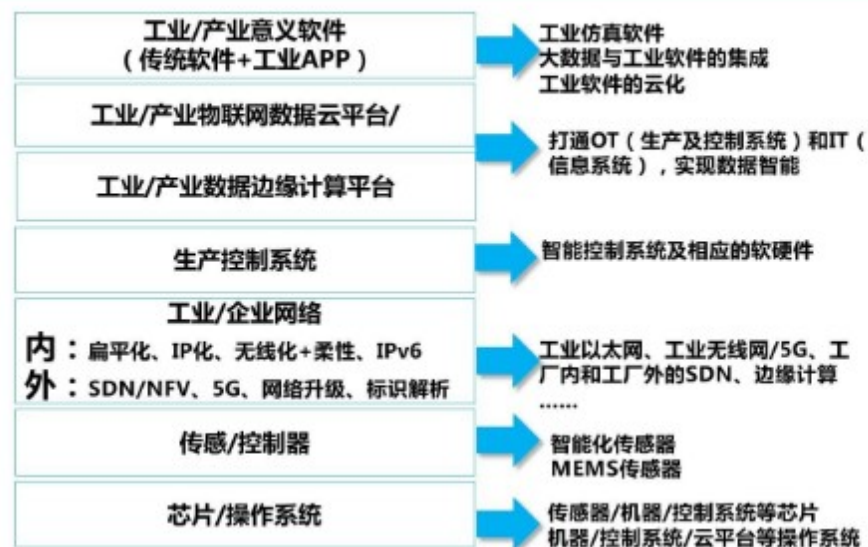 工业/产业意义软件
（传统软件+工业APP）
工业仿真软件
大数据与工业软件的集成
工业软件的云化
工业/产业物联网数据云平台/
工业/产业数据边缘计算平台
打通OT（生产及控制系统）和IT（
信息系统），实现数据智能
生产控制系统
智能控制系统及相应的软硬件
工业/企业网络
内：扁平化、IP化、无线化+柔性、IPv6
外：SDN/NFV、5G、网络升级、标识解析
工业以太网、工业无线网/5G、工
厂内和工厂外的SDN、边缘计算
……
传感/控制器
智能化传感器
MEMS传感器
芯片/操作系统
传感器/机器/控制系统等芯片
机器/控制系统/云平台等操作系统